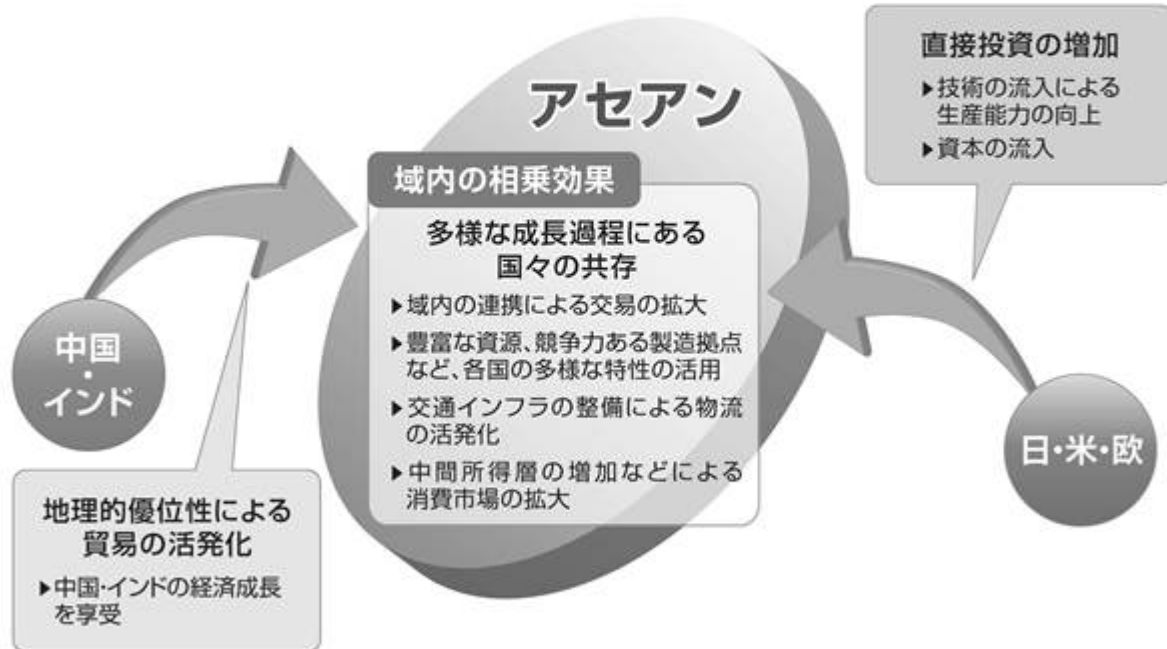 アセアン
域内の相乗効果
多様な成長過程にある
国々の共存
▶域内の連携による交易の拡大
▶豊富な資源、競争力ある製造拠点
など、各国の多様な特性の活用
▶交通インフラの整備による物流
の活発化
▶中間所得層の増加などによる
消費市場の拡大
中国
・
インド
地理的優位性による
貿易の活発化
▶中国・インドの経済成長
を享受
直接投資の増加
▶技術の流入による
生産能力の向上
▶資本の流入
日・米・欧